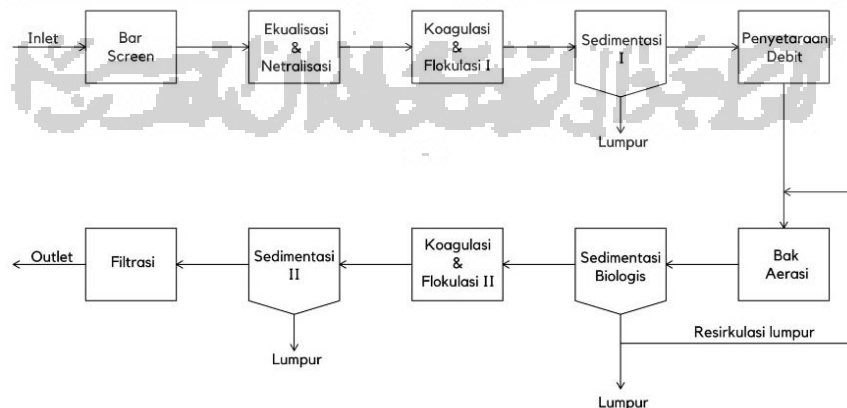 Inlet
Bar
Screen
Ekualisasi
&
Netralisasi
Koagulasi
&
Flokulasi I
Sedimentasi
I
Penyetaraan
Debit
Lumpur
Outlet
Filtrasi
Sedimentasi
II
Koagulasi
&
Flokulasi II
Sedimentasi
Biologis
Bak
Aerasi
Resirkulasi lumpur
Lumpur
Lumpur